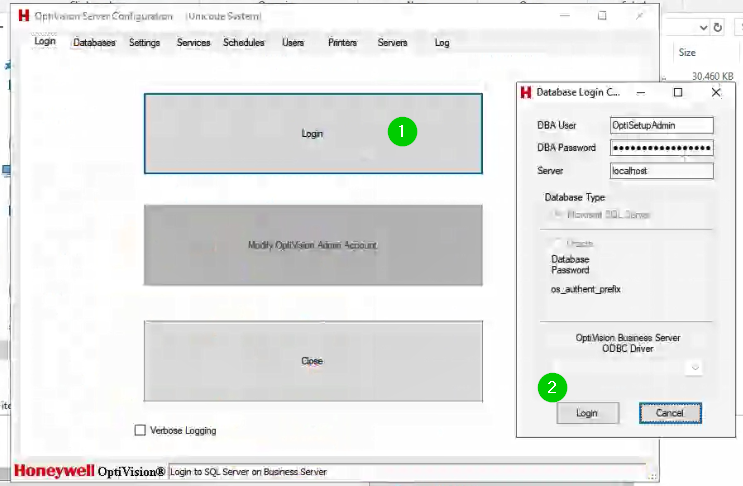 OptiVision Server Configuration (Unicode System)
Login Databases Settings Services Schedules Users Printers Servers Log
Size
30,460 KB
Login
1
Modify OptiVision Admin Account
Close
Verbose Logging
Honeywell OptiVision® Login to SQL Server on Business Server
Database Login C...
DBA User OptiSetupAdmin
DBA Password ●●●●●●●●●●●●●●●●●
Server localhost
Database Type
Microsoft SQL Server
Oracle
Database
Password
os_authent_prefix
OptiVision Business Server
ODBC Driver
2
Login Cancel